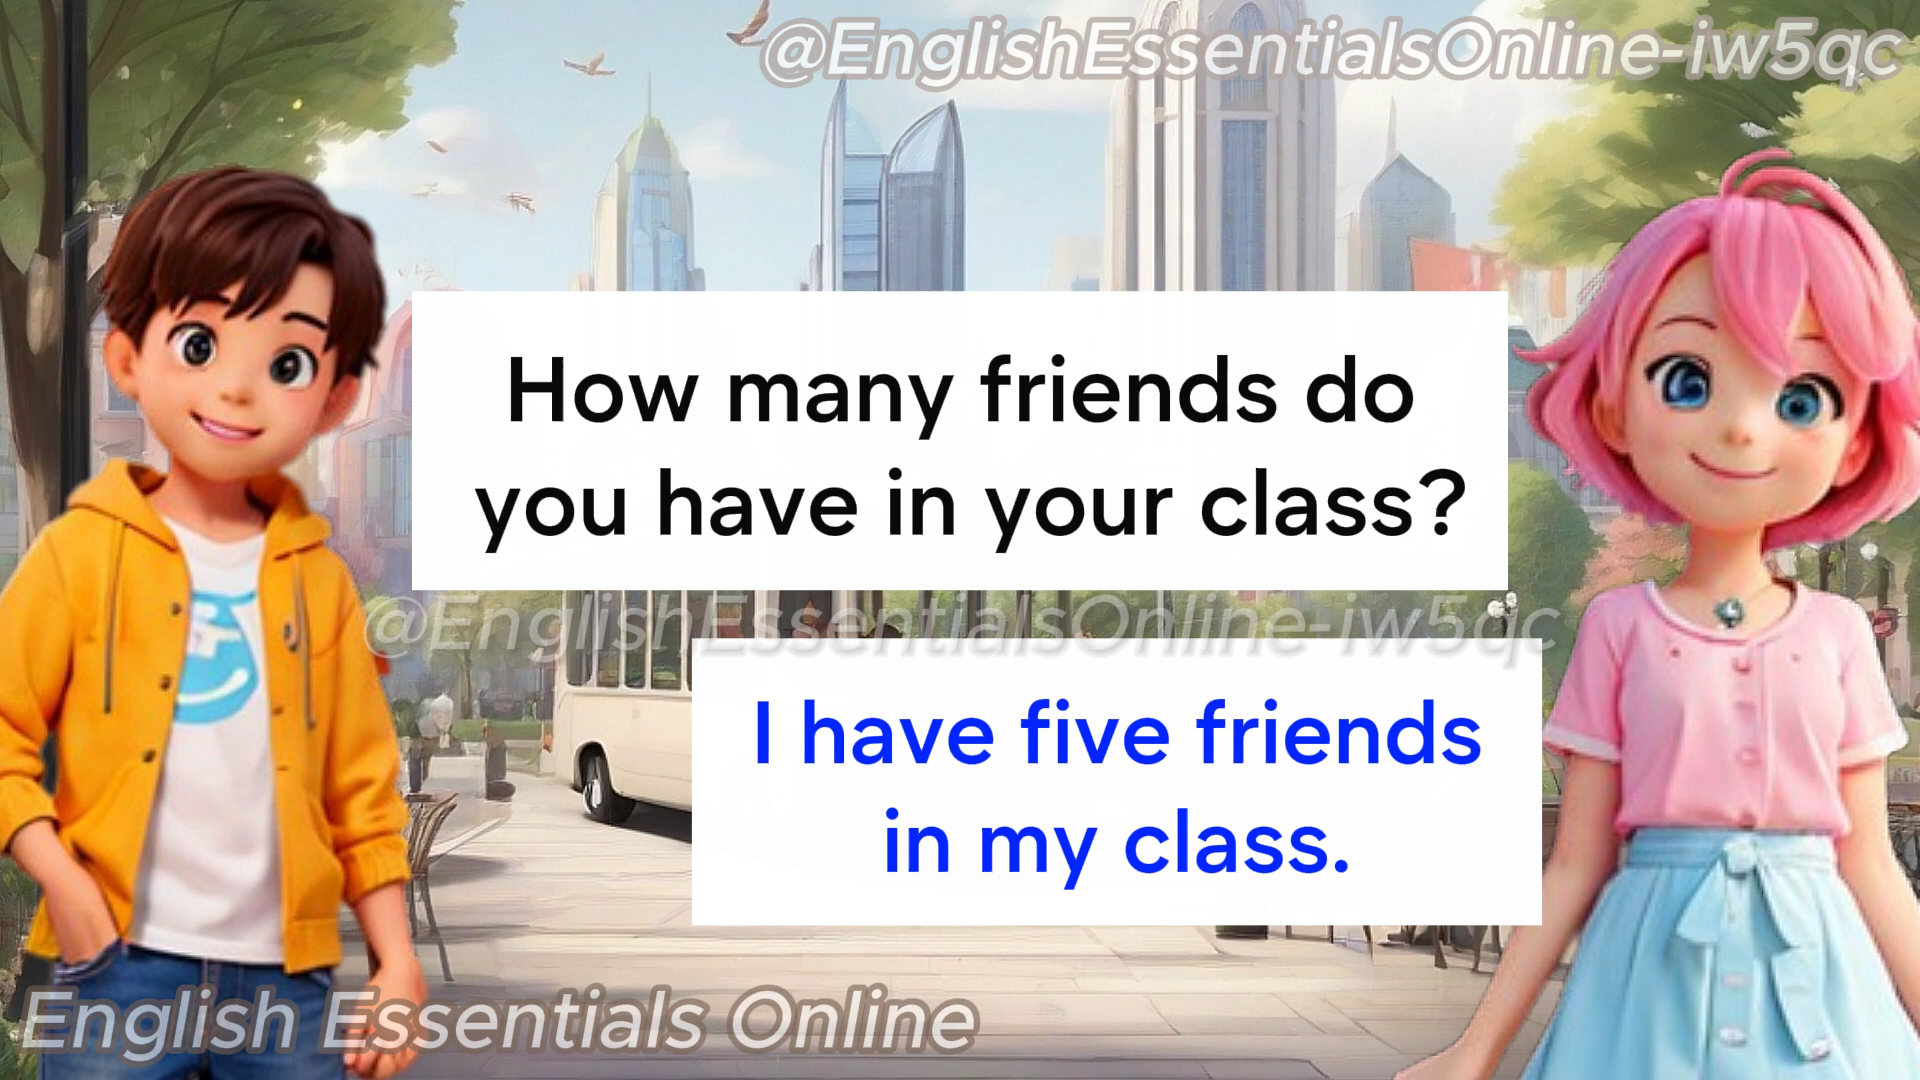 @EnglishEssentialsOnline-iw5qc
How many friends do
you have in your class?
@EnglishEssentialsOnline-iw5qc
I have five friends
in my class.
English Essentials Online